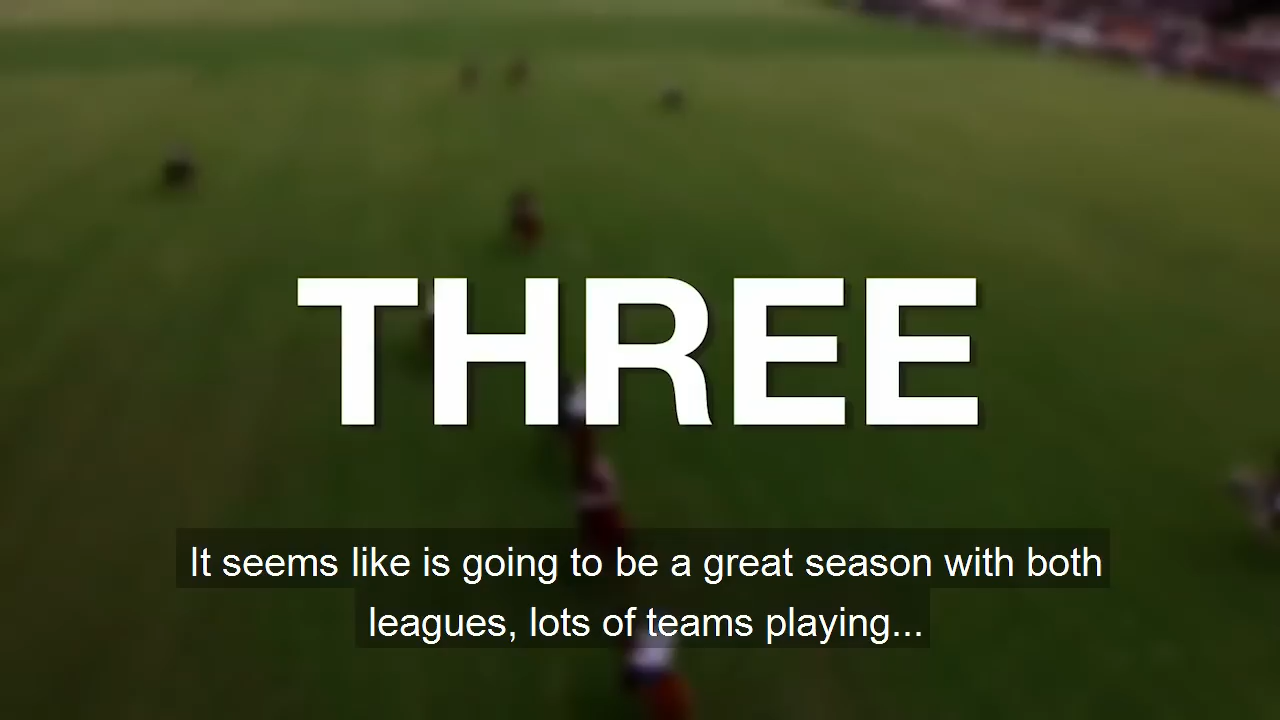 THREE
It seems like is going to be a great season with both
leagues, lots of teams playing...